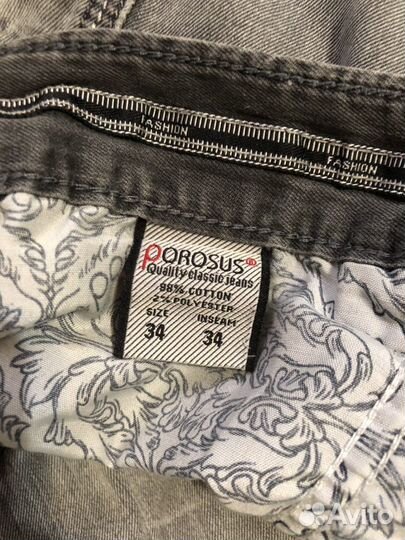 FASHION
FASHION
POROSUS®
Quality classic jeans
98% COTTON
2% POLYESTER
SIZE INSEAM
34 34
Avito